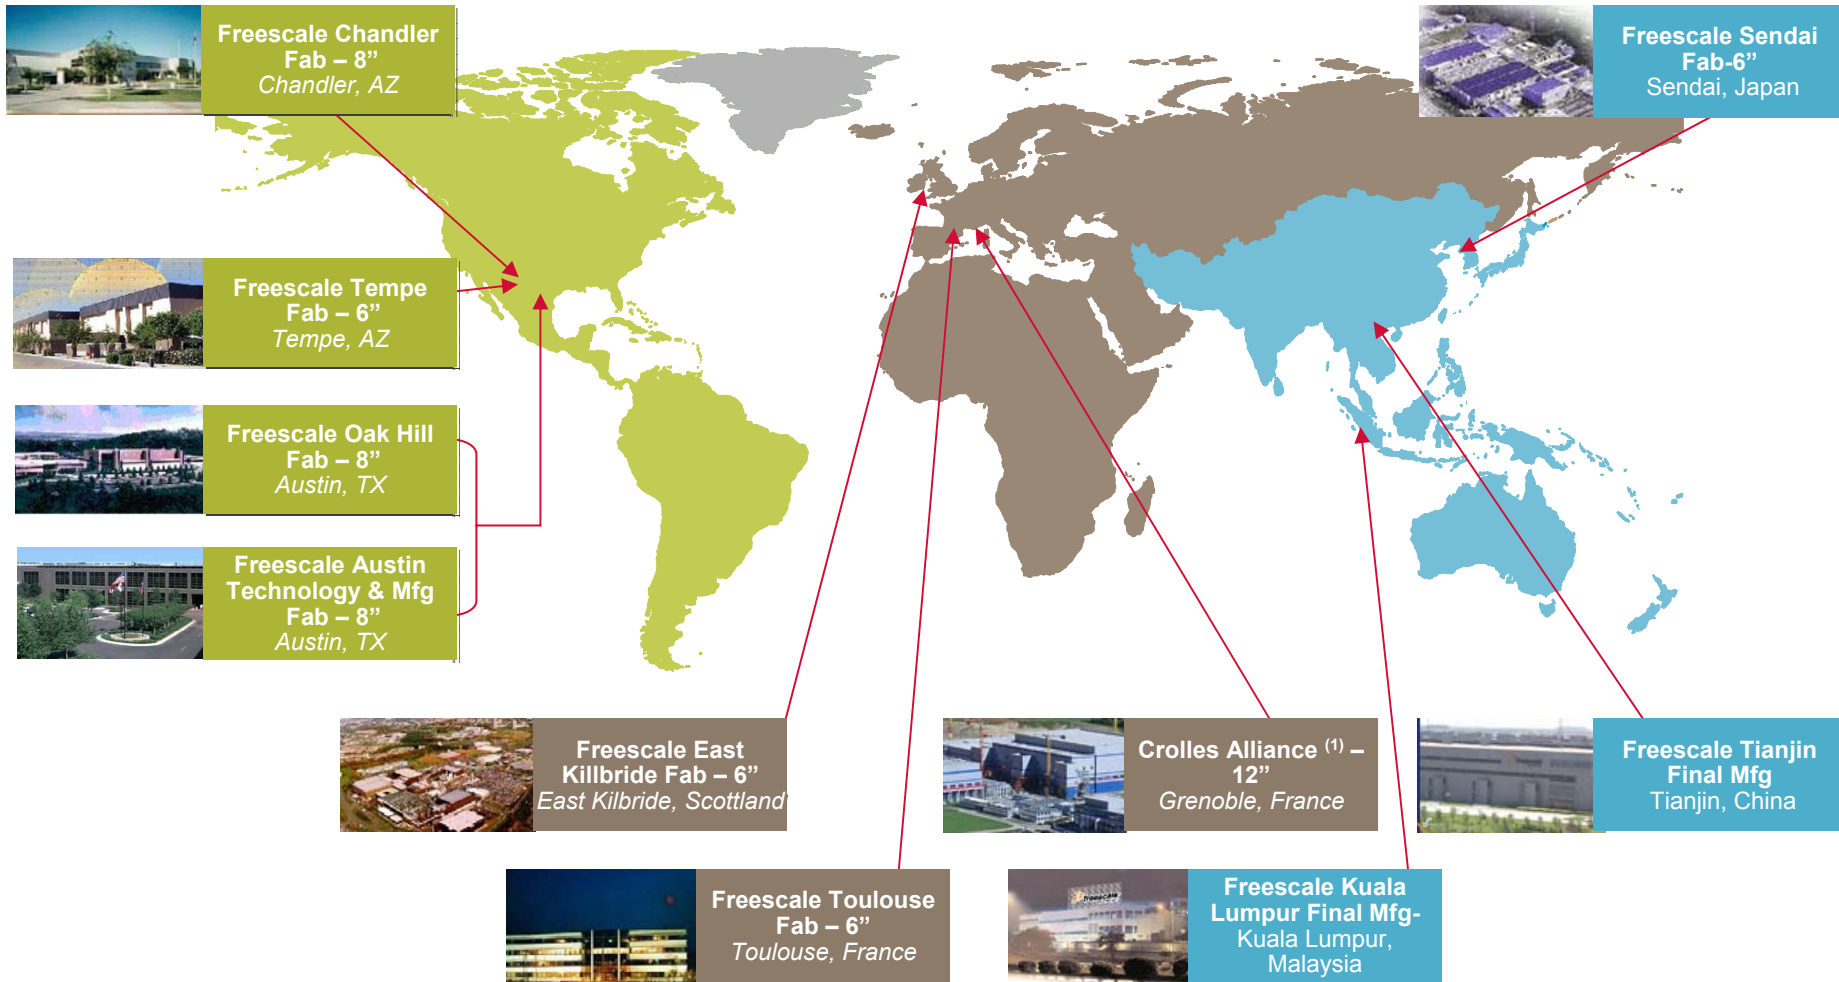 Freescale Chandler
Fab – 8”
Chandler, AZ
Freescale Sendai
Fab-6”
Sendai, Japan
Freescale Tempe
Fab – 6”
Tempe, AZ
Freescale Oak Hill
Fab – 8”
Austin, TX
Freescale Austin
Technology & Mfg
Fab – 8”
Austin, TX
Freescale East
Killbride Fab – 6”
East Kilbride, Scottland
Crolles Alliance (1) –
12”
Grenoble, France
Freescale Tianjin
Final Mfg
Tianjin, China
Freescale Toulouse
Fab – 6”
Toulouse, France
freescale
Freescale Kuala
Lumpur Final Mfg-
Kuala Lumpur,
Malaysia